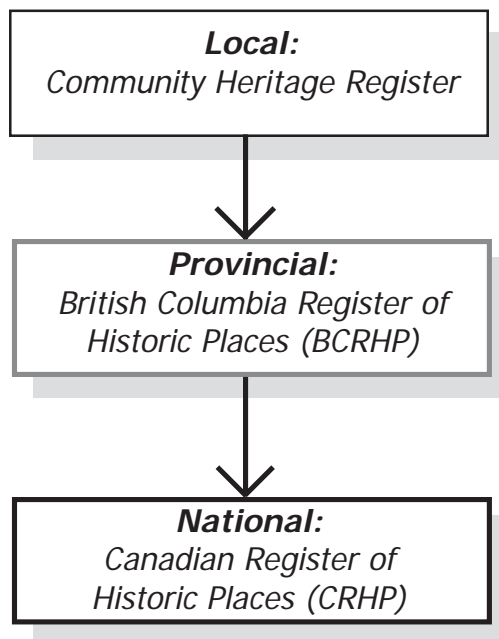 Local:
Community Heritage Register
Provincial:
British Columbia Register of
Historic Places (BCRHP)
National:
Canadian Register of
Historic Places (CRHP)